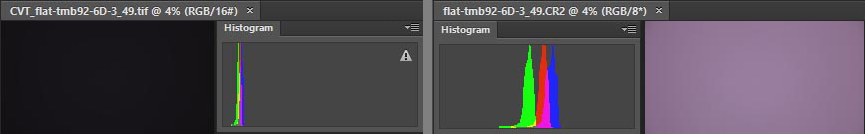 CVT_flat-tmb92-6D-3_49.tif @ 4% (RGB/16#) ×
Histogram
flat-tmb92-6D-3_49.CR2 @ 4% (RGB/8*) ×
Histogram